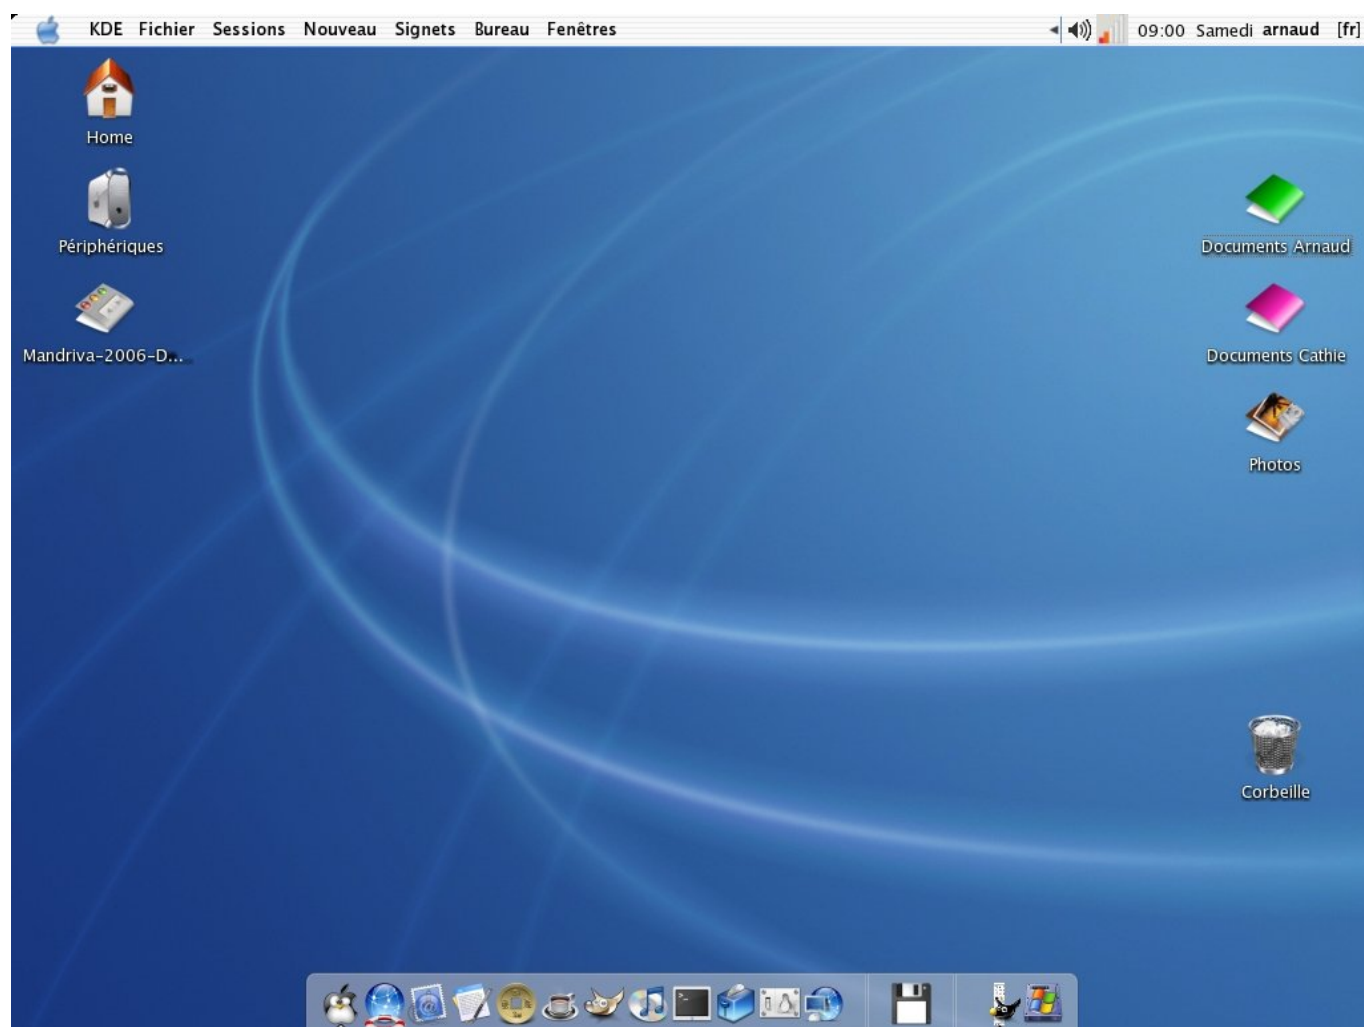 KDE Fichier Sessions Nouveau Signets Bureau Fenêtres 09:00 Samedi arnaud [fr]
Home
Périphériques
Mandriva-2006-D...
Documents Arnaud
Documents Cathie
Photos
Corbeille